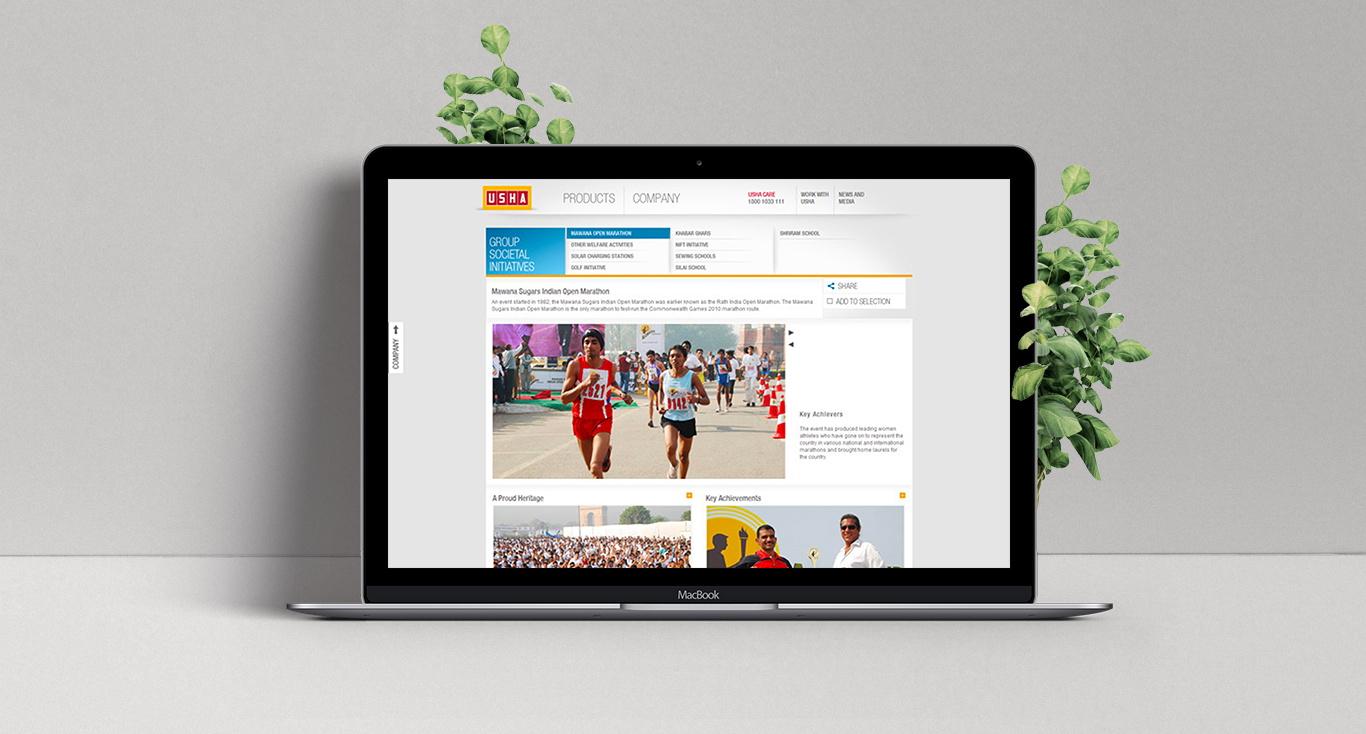 USHA
PRODUCTS
COMPANY
USHA CARE
1800 1033 111
WORK WITH
USHA
NEWS AND
MEDIA
GROUP
SOCIETAL
INITIATIVES
MAWANA OPEN MARATHON
OTHER WELFARE ACTIVITIES
SOLAR CHARGING STATIONS
GOLF INITIATIVE
KHABAR GHARS
NIFT INITIATIVE
SEWING SCHOOLS
SILAI SCHOOL
SHRIRAM SCHOOL
Mawana Sugars Indian Open Marathon
An event started in 1982, the Mawana Sugars Indian Open Marathon was earlier known as the Rath India Open Marathon. The Mawana
Sugars Indian Open Marathon is the only marathon to test-run the Commonwealth Games 2010 marathon route.
SHARE
ADD TO SELECTION
COMPANY
2621
1142
Key Achievers
The event has produced leading women
athletes who have gone on to represent the
country in various national and international
marathons and brought home laurels for
the country.
A Proud Heritage
Key Achievements
MacBook